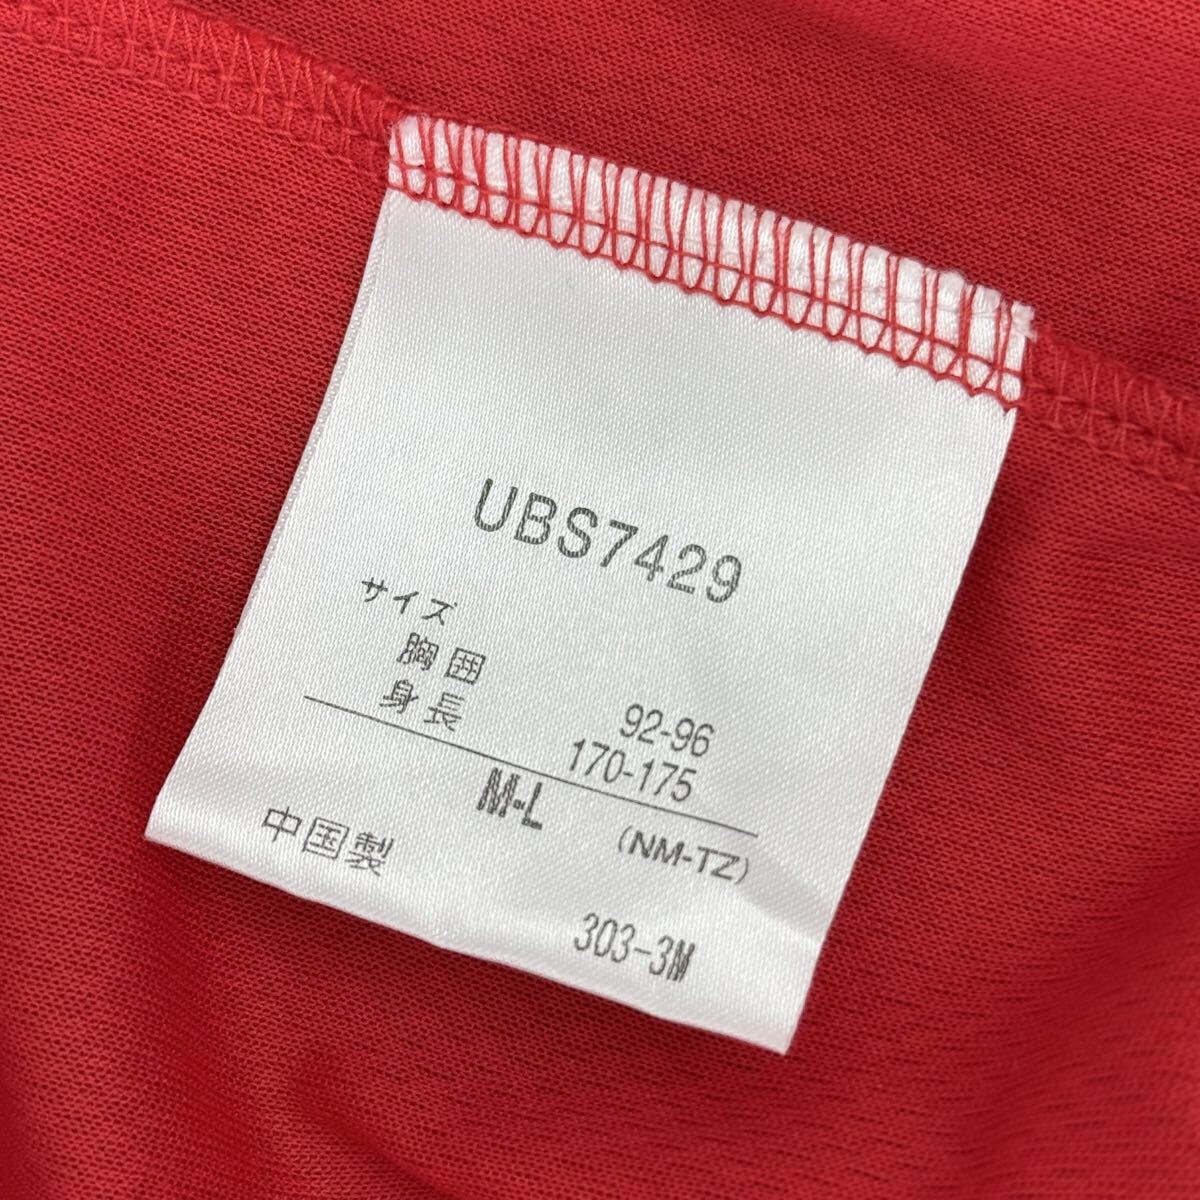 UBS7429
サイズ
胸囲 92-96
身長 170-175
M-L (NM-TZ)
中国製
303-3M